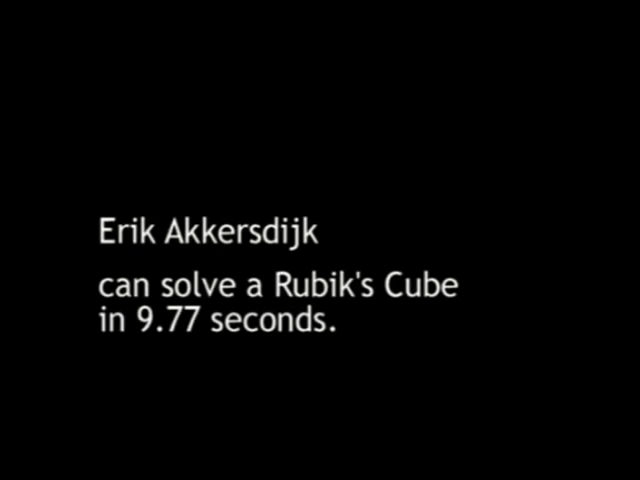 Erik Akkersdijk
can solve a Rubik's Cube
in 9.77 seconds.